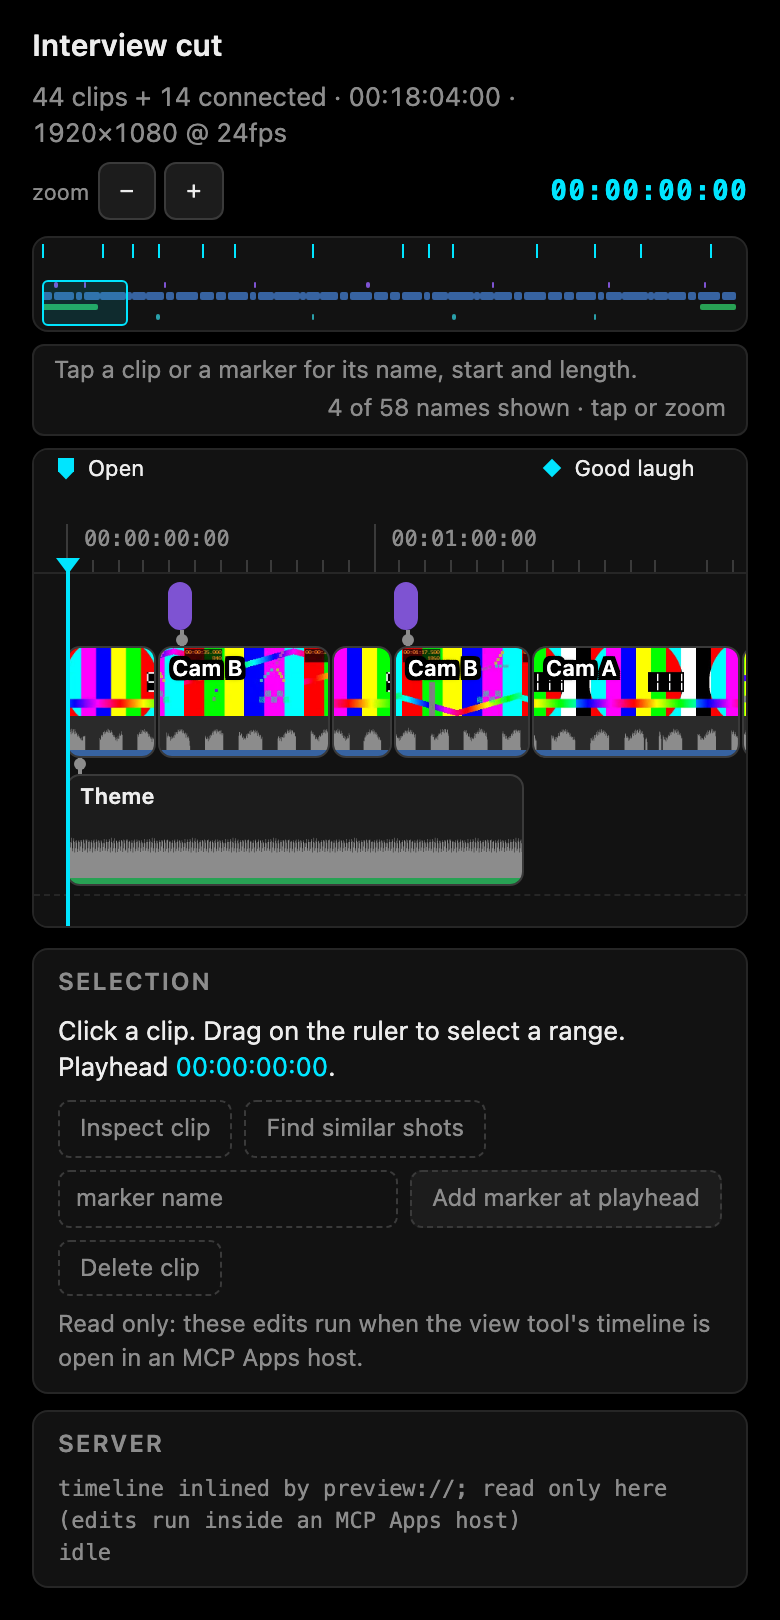 Interview cut
44 clips + 14 connected · 00:18:04:00 ·
1920×1080 @ 24fps
zoom − + 00:00:00:00
Tap a clip or a marker for its name, start and length.
4 of 58 names shown · tap or zoom
Open Good laugh
00:00:00:00 00:01:00:00
Cam B Cam B Cam A
Theme
SELECTION
Click a clip. Drag on the ruler to select a range.
Playhead 00:00:00:00.
Inspect clip Find similar shots
marker name Add marker at playhead
Delete clip
Read only: these edits run when the view tool's timeline is
open in an MCP Apps host.
SERVER
timeline inlined by preview://; read only here
(edits run inside an MCP Apps host)
idle